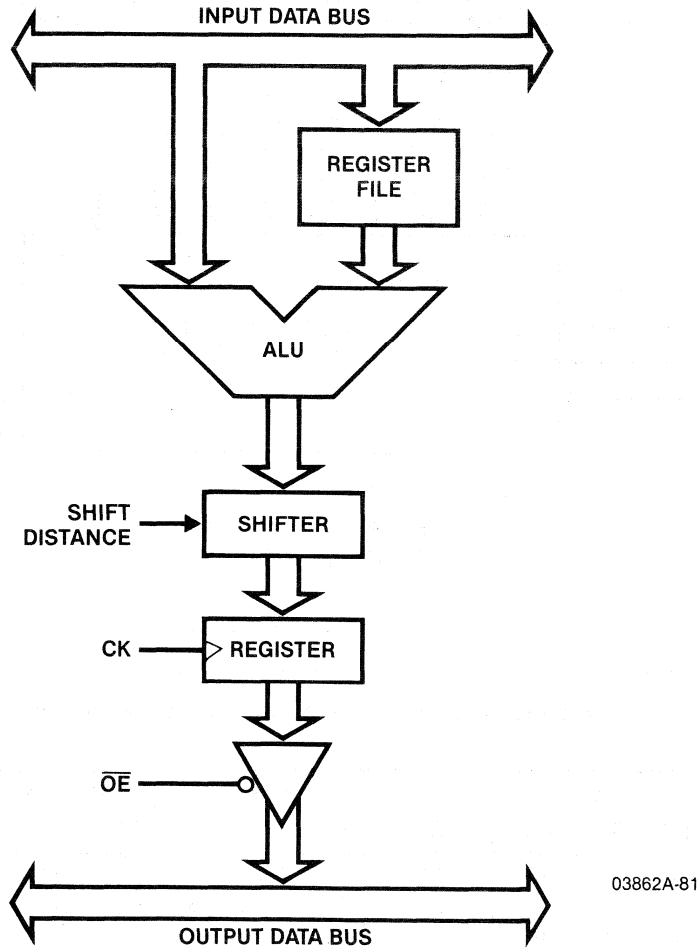 INPUT DATA BUS
REGISTER
FILE
ALU
SHIFT
DISTANCE
SHIFTER
CK
REGISTER
OE
03862A-81
OUTPUT DATA BUS